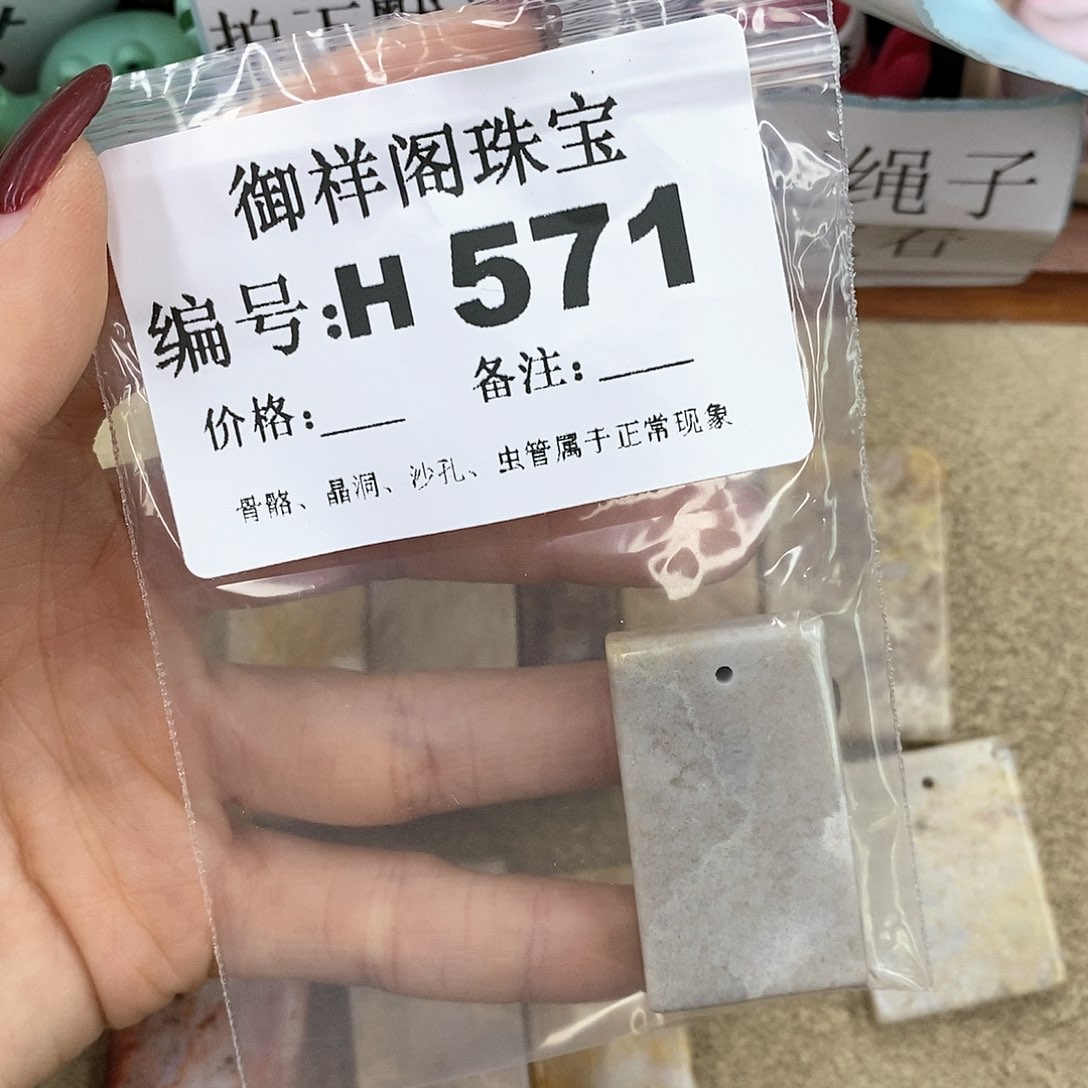 御祥阁珠宝
编号:H 571
价格:___ 备注:____
骨骼、晶洞、沙孔、虫管属于正常现象
绳子